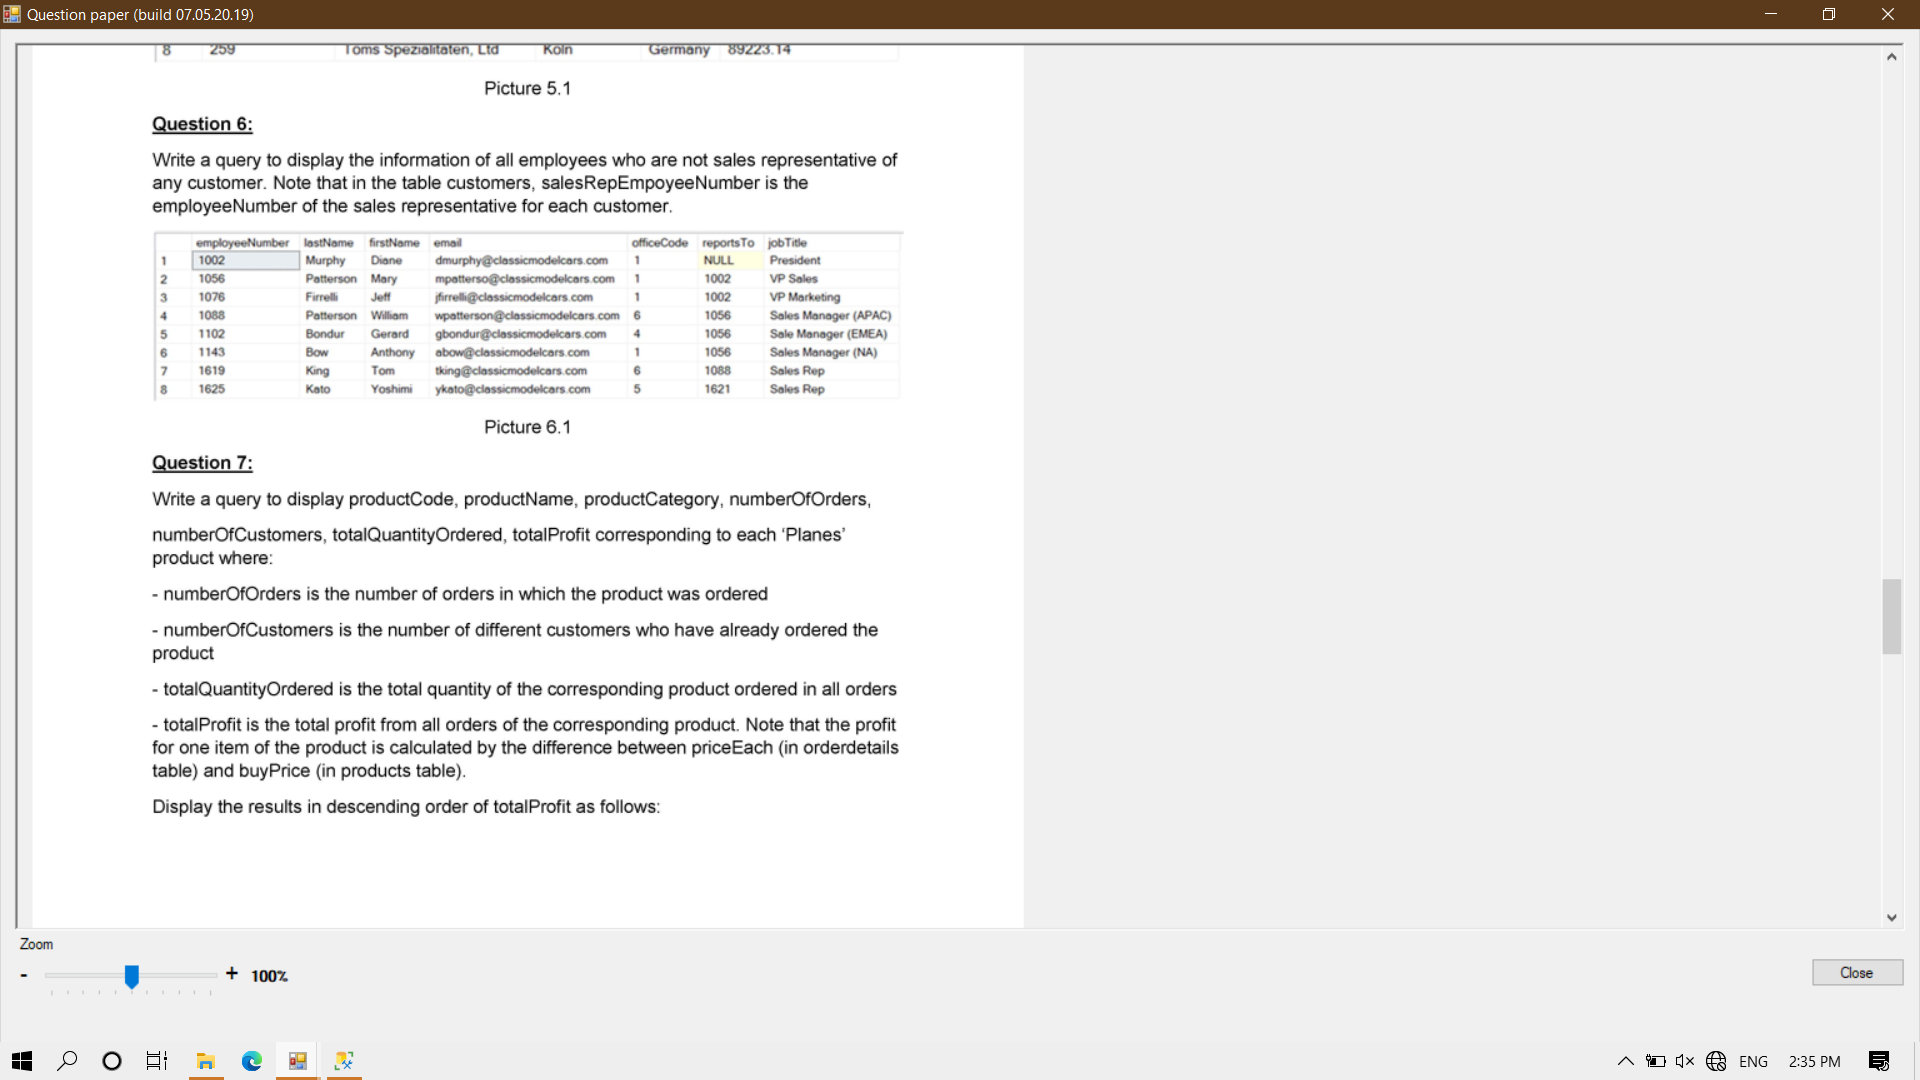 Question paper (build 07.05.20.19)
8 259 Toms Spezialitäten, Ltd Köln Germany 89223.14
Picture 5.1
Question 6:
Write a query to display the information of all employees who are not sales representative of
any customer. Note that in the table customers, salesRepEmpoyeeNumber is the
employeeNumber of the sales representative for each customer.
employeeNumber lastName firstName email officeCode reportsTo jobTitle
1 1002 Murphy Diane dmurphy@classicmodelcars.com 1 NULL President
2 1056 Patterson Mary mpatterso@classicmodelcars.com 1 1002 VP Sales
3 1076 Firrelli Jeff jfirrelli@classicmodelcars.com 1 1002 VP Marketing
4 1088 Patterson William wpatterson@classicmodelcars.com 6 1056 Sales Manager (APAC)
5 1102 Bondur Gerard gbondur@classicmodelcars.com 4 1056 Sale Manager (EMEA)
6 1143 Bow Anthony abow@classicmodelcars.com 1 1056 Sales Manager (NA)
7 1619 King Tom tking@classicmodelcars.com 6 1088 Sales Rep
8 1625 Kato Yoshimi ykato@classicmodelcars.com 5 1621 Sales Rep
Picture 6.1
Question 7:
Write a query to display productCode, productName, productCategory, numberOfOrders,
numberOfCustomers, totalQuantityOrdered, totalProfit corresponding to each ‘Planes’
product where:
- numberOfOrders is the number of orders in which the product was ordered
- numberOfCustomers is the number of different customers who have already ordered the
product
- totalQuantityOrdered is the total quantity of the corresponding product ordered in all orders
- totalProfit is the total profit from all orders of the corresponding product. Note that the profit
for one item of the product is calculated by the difference between priceEach (in orderdetails
table) and buyPrice (in products table).
Display the results in descending order of totalProfit as follows:
Zoom
- + 100%
Close
ENG 2:35 PM